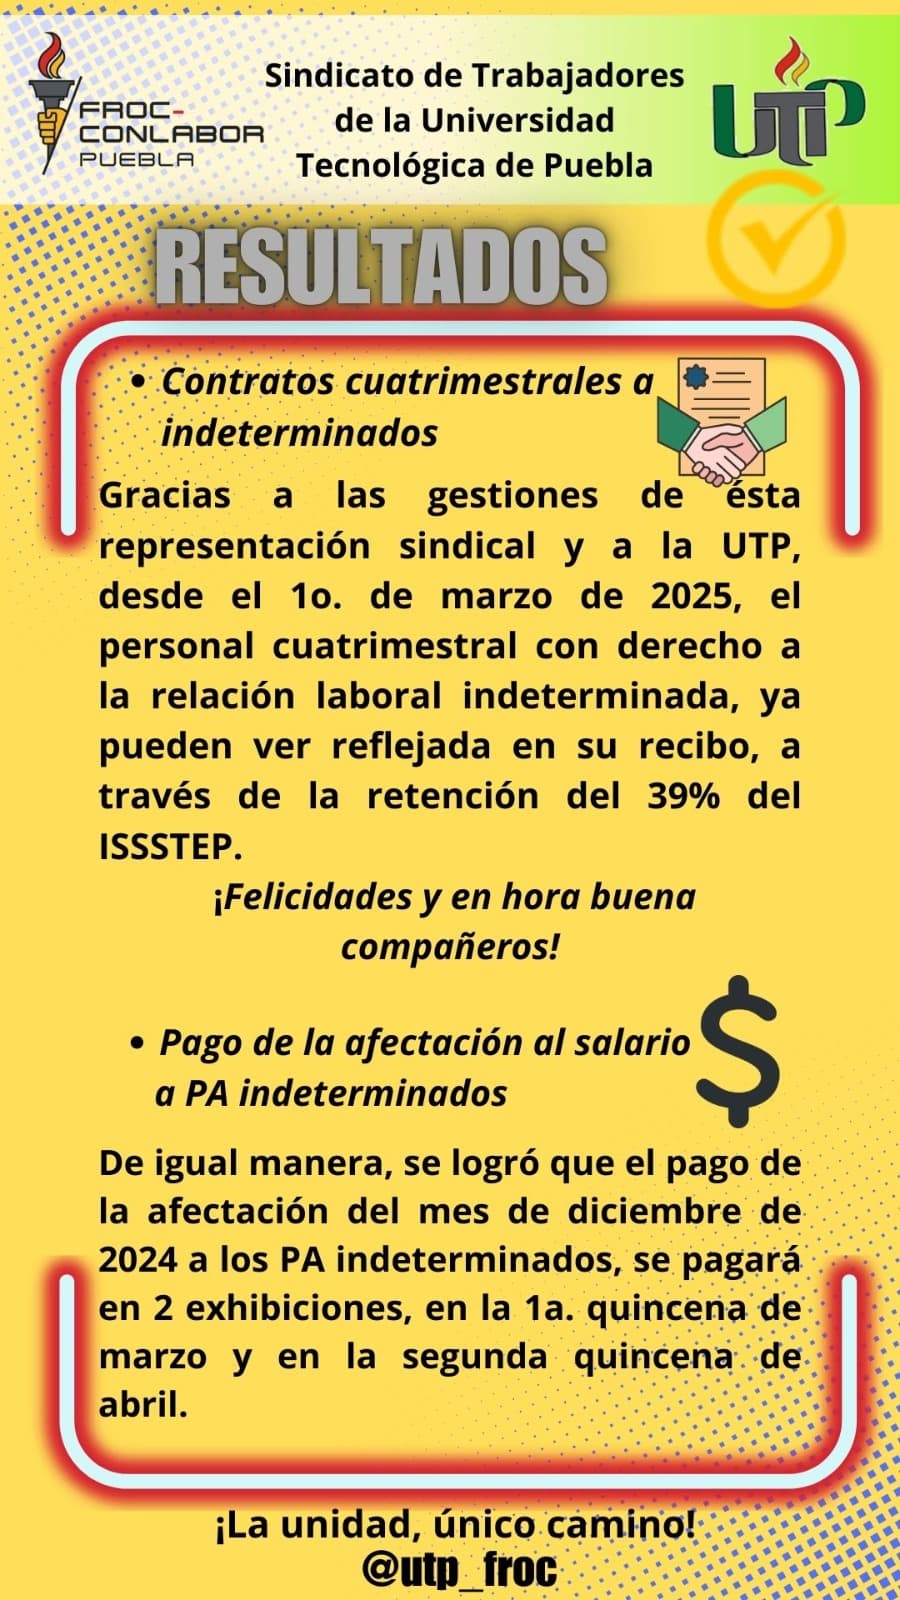 FROC-
CONLABOR
PUEBLA
Sindicato de Trabajadores
de la Universidad
Tecnológica de Puebla
UTP
RESULTADOS
• Contratos cuatrimestrales a
indeterminados
Gracias a las gestiones de ésta
representación sindical y a la UTP,
desde el 1o. de marzo de 2025, el
personal cuatrimestral con derecho a
la relación laboral indeterminada, ya
pueden ver reflejada en su recibo, a
través de la retención del 39% del
ISSSTEP.
¡Felicidades y en hora buena
compañeros!
• Pago de la afectación al salario
a PA indeterminados
$
De igual manera, se logró que el pago de
la afectación del mes de diciembre de
2024 a los PA indeterminados, se pagará
en 2 exhibiciones, en la 1a. quincena de
marzo y en la segunda quincena de
abril.
¡La unidad, único camino!
@utp_froc